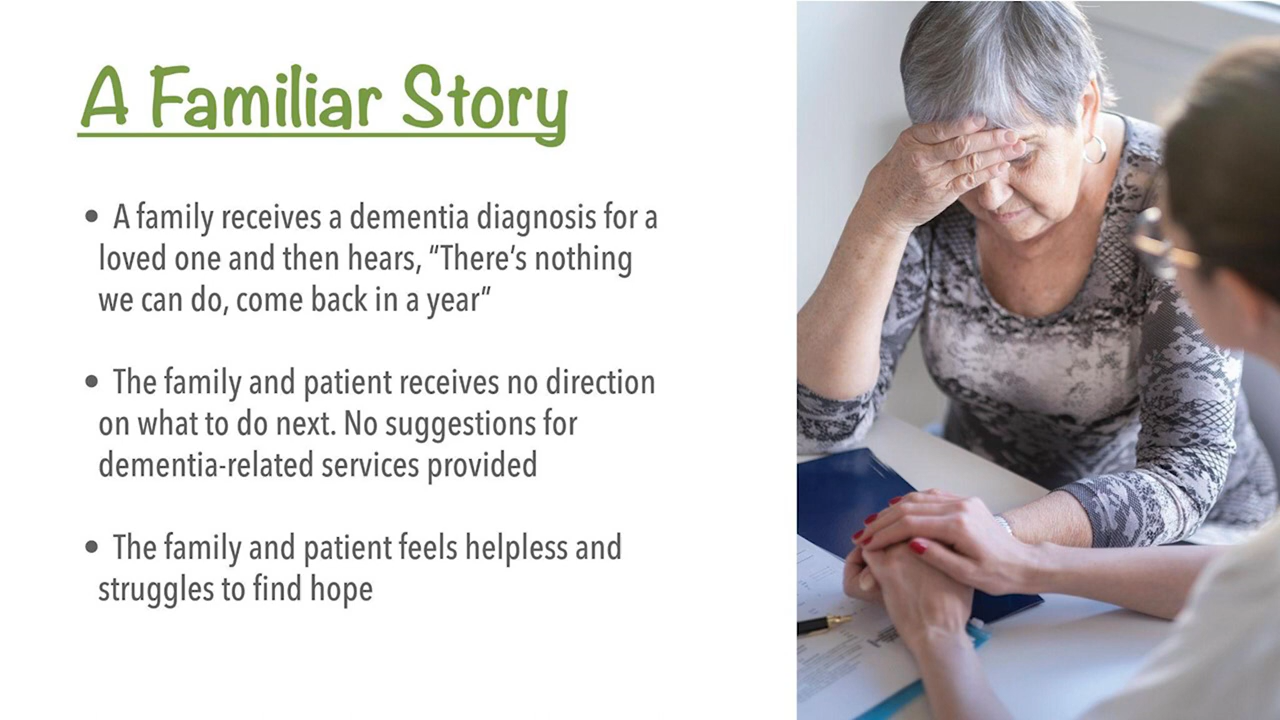 A Familiar Story
• A family receives a dementia diagnosis for a
loved one and then hears, “There's nothing
we can do, come back in a year”
• The family and patient receives no direction
on what to do next. No suggestions for
dementia-related services provided
• The family and patient feels helpless and
struggles to find hope